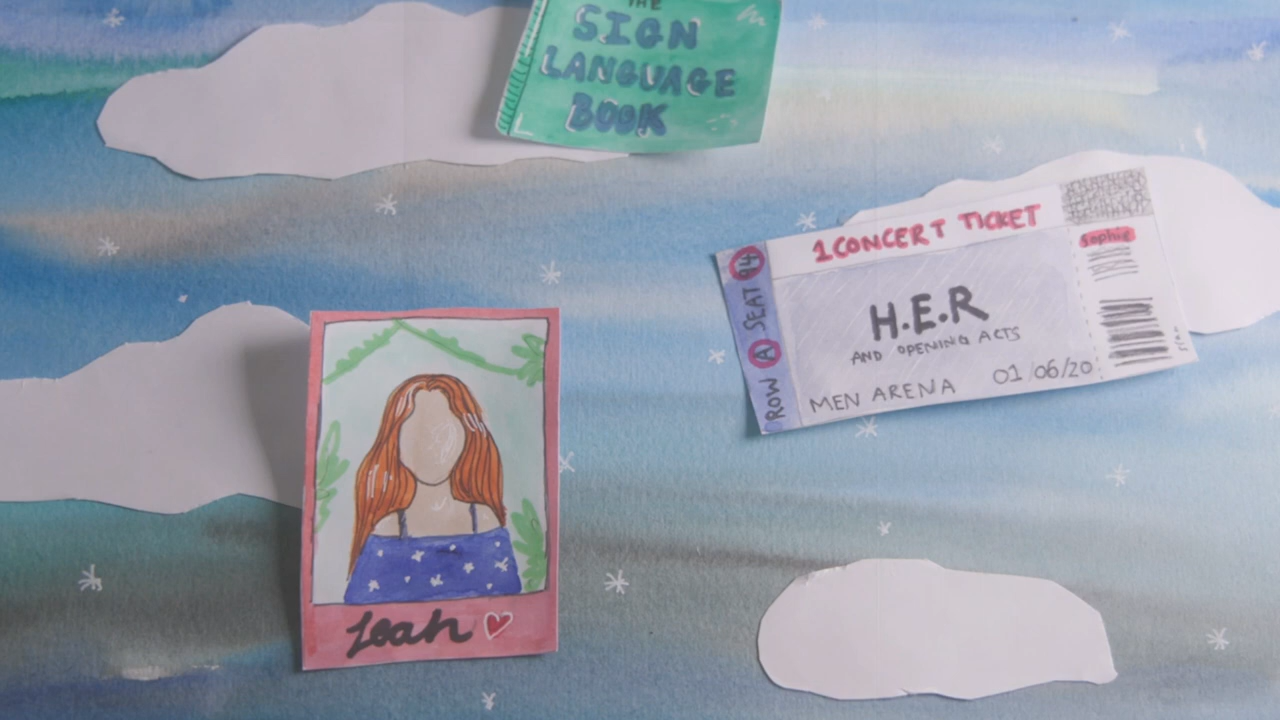 THE
SIGN
LANGUAGE
BOOK
1 CONCERT TICKET
Sophie
ROW A SEAT 94
H.E.R
AND OPENING ACTS
MEN ARENA 01/06/20
Leah